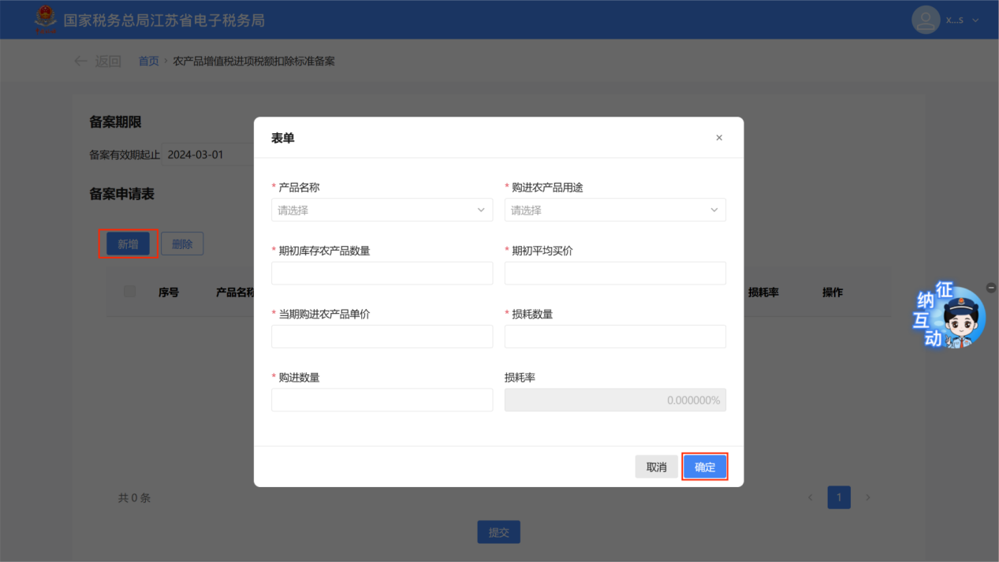 国家税务总局江苏省电子税务局
x...s
返回 首页 › 农产品增值税进项税额扣除标准备案
备案期限
备案有效期起止 2024-03-01
备案申请表
新增 删除
序号 产品名称 损耗率 操作
表单 ×
* 产品名称 * 购进农产品用途
请选择 请选择
* 期初库存农产品数量 * 期初平均买价
* 当期购进农产品单价 * 损耗数量
* 购进数量 损耗率
0.000000%
取消 确定
征纳互动
共 0 条 1
提交